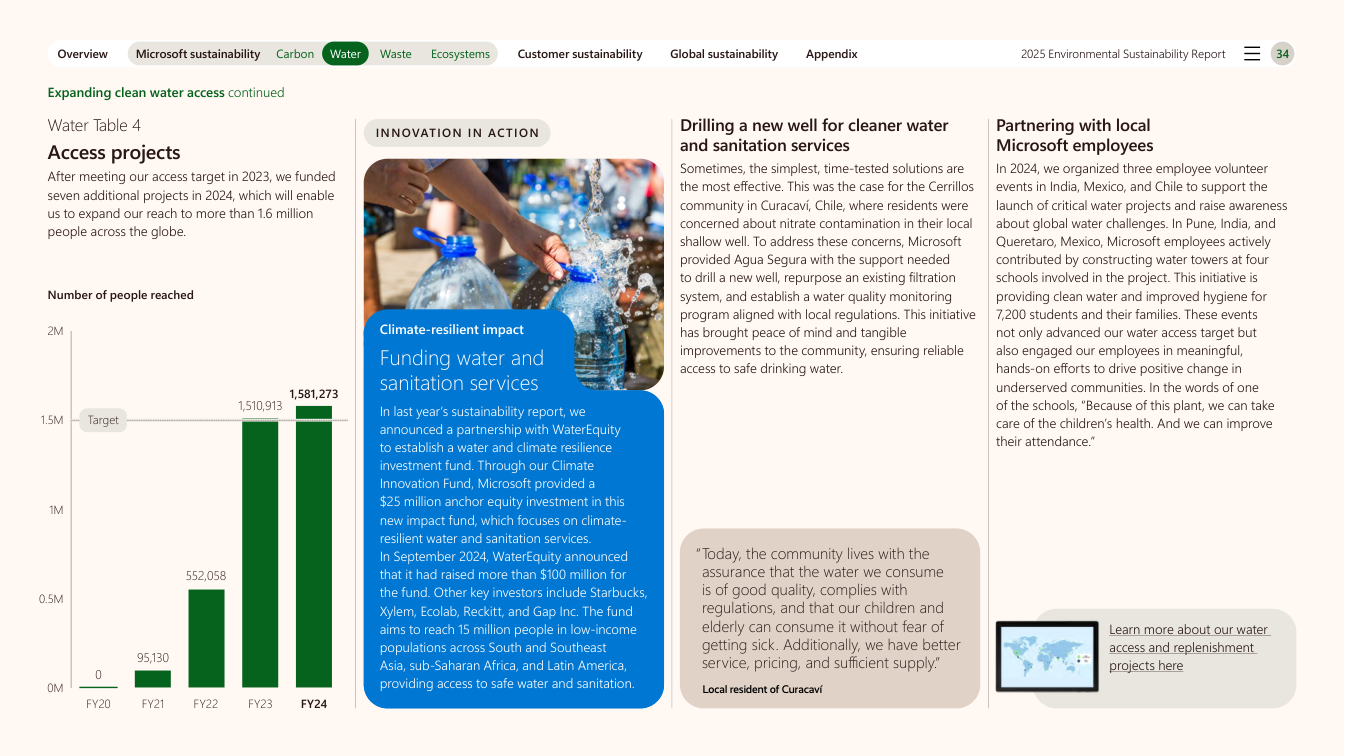 Overview
Microsoft sustainability
Carbon
Water
Waste
Ecosystems
Customer sustainability
Global sustainability
Appendix
2025 Environmental Sustainability Report
34
Expanding clean water access continued
Water Table 4
Access projects
After meeting our access target in 2023, we funded
seven additional projects in 2024, which will enable
us to expand our reach to more than 1.6 million
people across the globe.
Number of people reached
2M
1.5M
1M
0.5M
0M
Target
0
95,130
552,058
1,510,913
1,581,273
FY20
FY21
FY22
FY23
FY24
INNOVATION IN ACTION
Climate-resilient impact
Funding water and
sanitation services
In last year's sustainability report, we
announced a partnership with WaterEquity
to establish a water and climate resilience
investment fund. Through our Climate
Innovation Fund, Microsoft provided a
$25 million anchor equity investment in this
new impact fund, which focuses on climate-
resilient water and sanitation services.
In September 2024, WaterEquity announced
that it had raised more than $100 million for
the fund. Other key investors include Starbucks,
Xylem, Ecolab, Reckitt, and Gap Inc. The fund
aims to reach 15 million people in low-income
populations across South and Southeast
Asia, sub-Saharan Africa, and Latin America,
providing access to safe water and sanitation.
Drilling a new well for cleaner water
and sanitation services
Sometimes, the simplest, time-tested solutions are
the most effective. This was the case for the Cerrillos
community in Curacaví, Chile, where residents were
concerned about nitrate contamination in their local
shallow well. To address these concerns, Microsoft
provided Agua Segura with the support needed
to drill a new well, repurpose an existing filtration
system, and establish a water quality monitoring
program aligned with local regulations. This initiative
has brought peace of mind and tangible
improvements to the community, ensuring reliable
access to safe drinking water.
“Today, the community lives with the
assurance that the water we consume
is of good quality, complies with
regulations, and that our children and
elderly can consume it without fear of
getting sick. Additionally, we have better
service, pricing, and sufficient supply.”
Local resident of Curacaví
Partnering with local
Microsoft employees
In 2024, we organized three employee volunteer
events in India, Mexico, and Chile to support the
launch of critical water projects and raise awareness
about global water challenges. In Pune, India, and
Queretaro, Mexico, Microsoft employees actively
contributed by constructing water towers at four
schools involved in the project. This initiative is
providing clean water and improved hygiene for
7,200 students and their families. These events
not only advanced our water access target but
also engaged our employees in meaningful,
hands-on efforts to drive positive change in
underserved communities. In the words of one
of the schools, “Because of this plant, we can take
care of the children's health. And we can improve
their attendance.”
Learn more about our water
access and replenishment
projects here